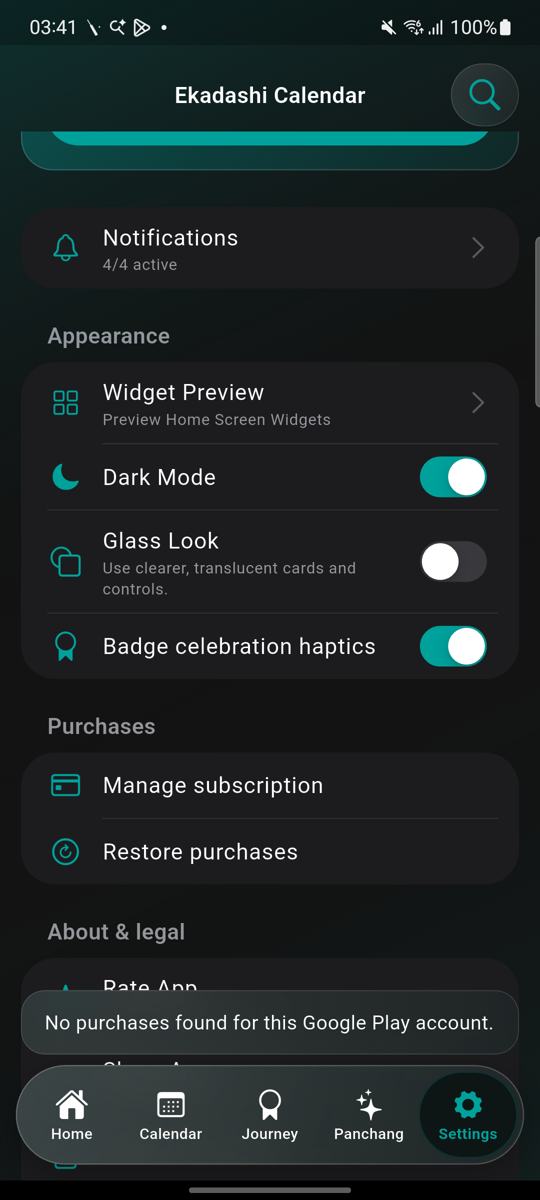 03:41
100%
Ekadashi Calendar
Notifications
4/4 active
Appearance
Widget Preview
Preview Home Screen Widgets
Dark Mode
Glass Look
Use clearer, translucent cards and
controls.
Badge celebration haptics
Purchases
Manage subscription
Restore purchases
About & legal
Rate App
No purchases found for this Google Play account.
Home
Calendar
Journey
Panchang
Settings